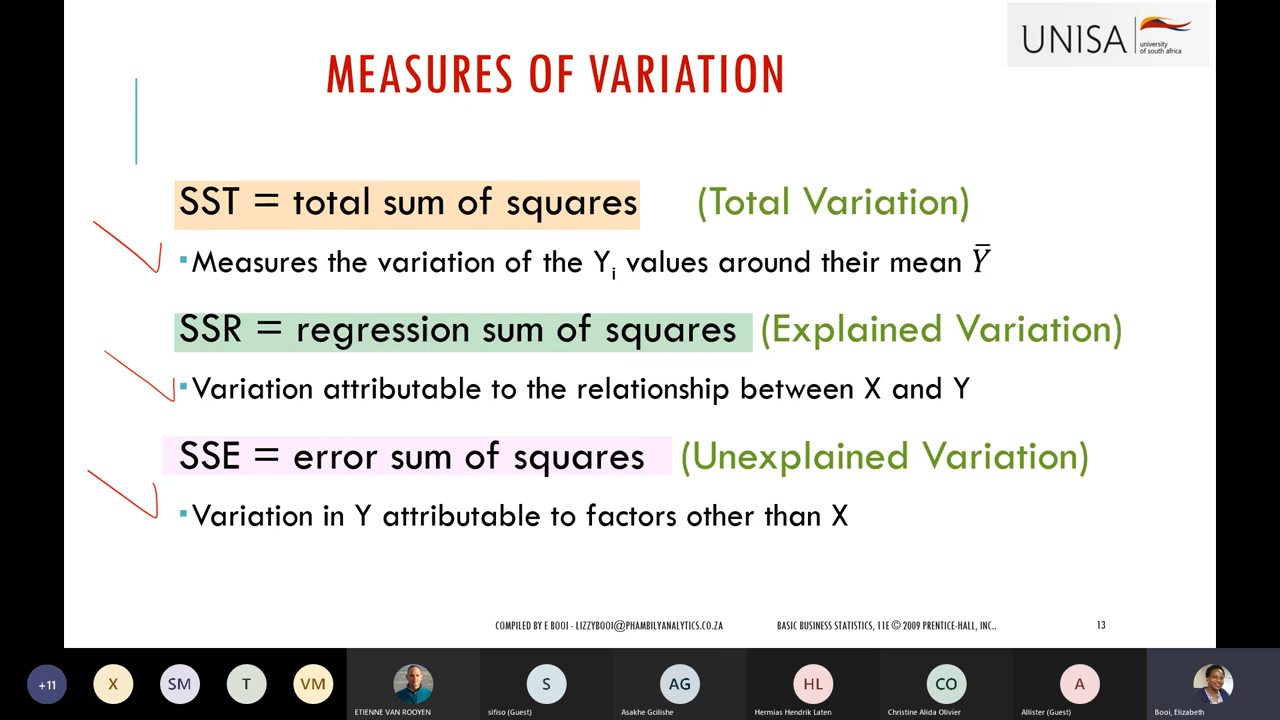 UNISA
university
of south africa
MEASURES OF VARIATION
SST = total sum of squares (Total Variation)
Measures the variation of the Yi values around their mean Ȳ
SSR = regression sum of squares (Explained Variation)
Variation attributable to the relationship between X and Y
SSE = error sum of squares (Unexplained Variation)
Variation in Y attributable to factors other than X
COMPILED BY E BOOI - LIZZYBOOI@PHAMBILYANALYTICS.CO.ZA BASIC BUSINESS STATISTICS, 11E © 2009 PRENTICE-HALL, INC.. 13
+11 X SM T VM S AG HL CO A
ETIENNE VAN ROOYEN sifiso (Guest) Asakhe Gcilishe Hermias Hendrik Laten Christine Alida Olivier Allister (Guest) Booi, Elizabeth